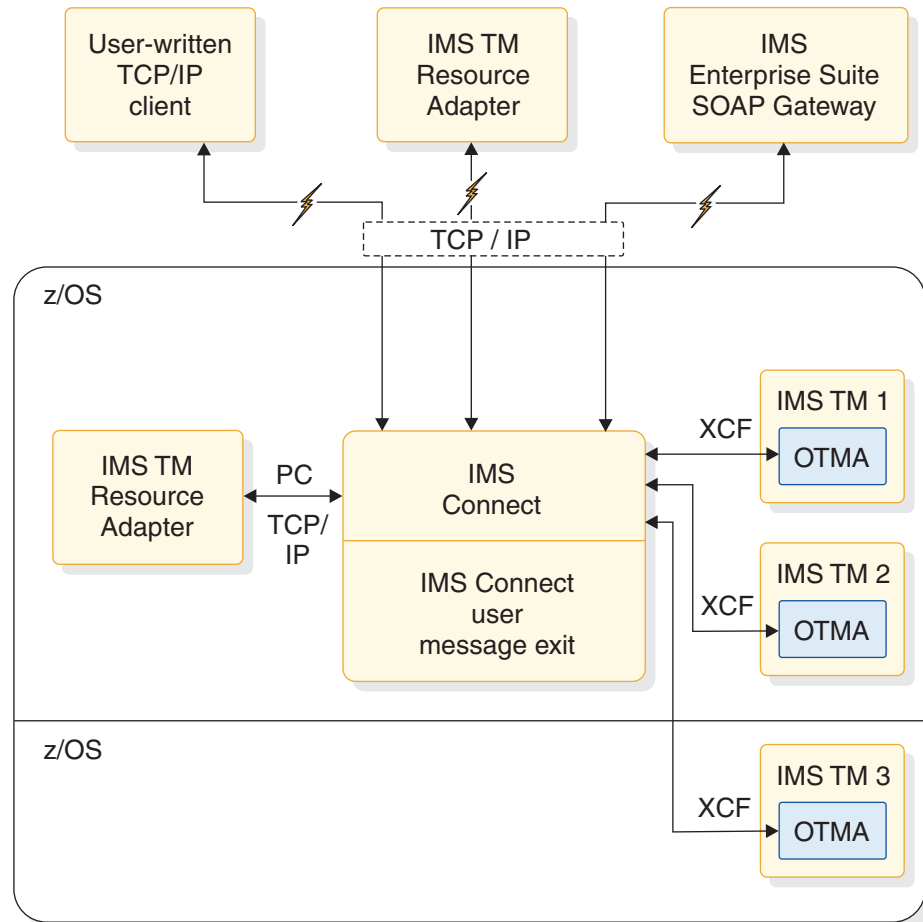 User-written
TCP/IP
client
IMS TM
Resource
Adapter
IMS
Enterprise Suite
SOAP Gateway
TCP / IP
z/OS
IMS TM
Resource
Adapter
PC
TCP/
IP
IMS
Connect
IMS Connect
user
message exit
XCF
IMS TM 1
OTMA
XCF
IMS TM 2
OTMA
z/OS
XCF
IMS TM 3
OTMA